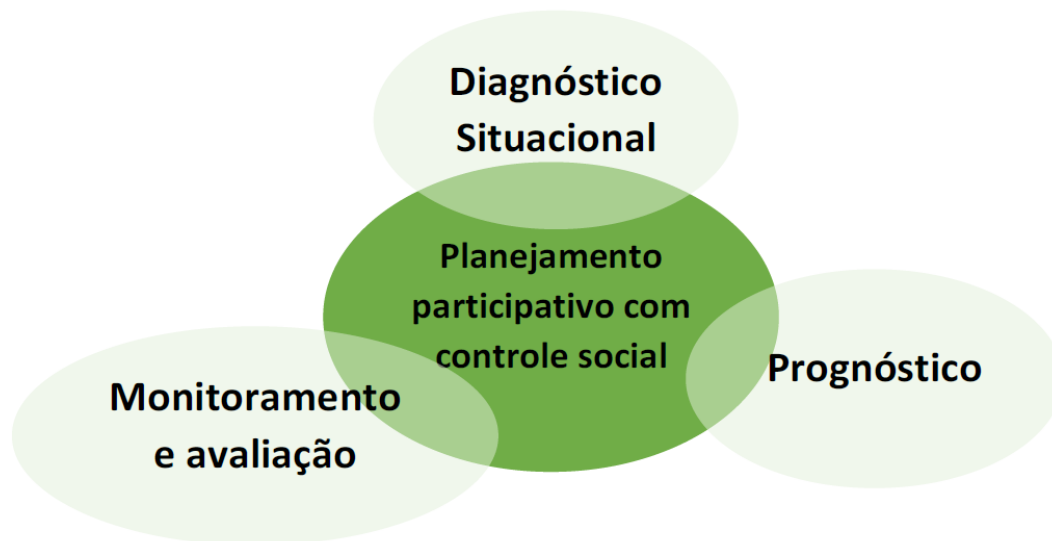 Diagnóstico
Situacional
Planejamento
participativo com
controle social
Prognóstico
Monitoramento
e avaliação